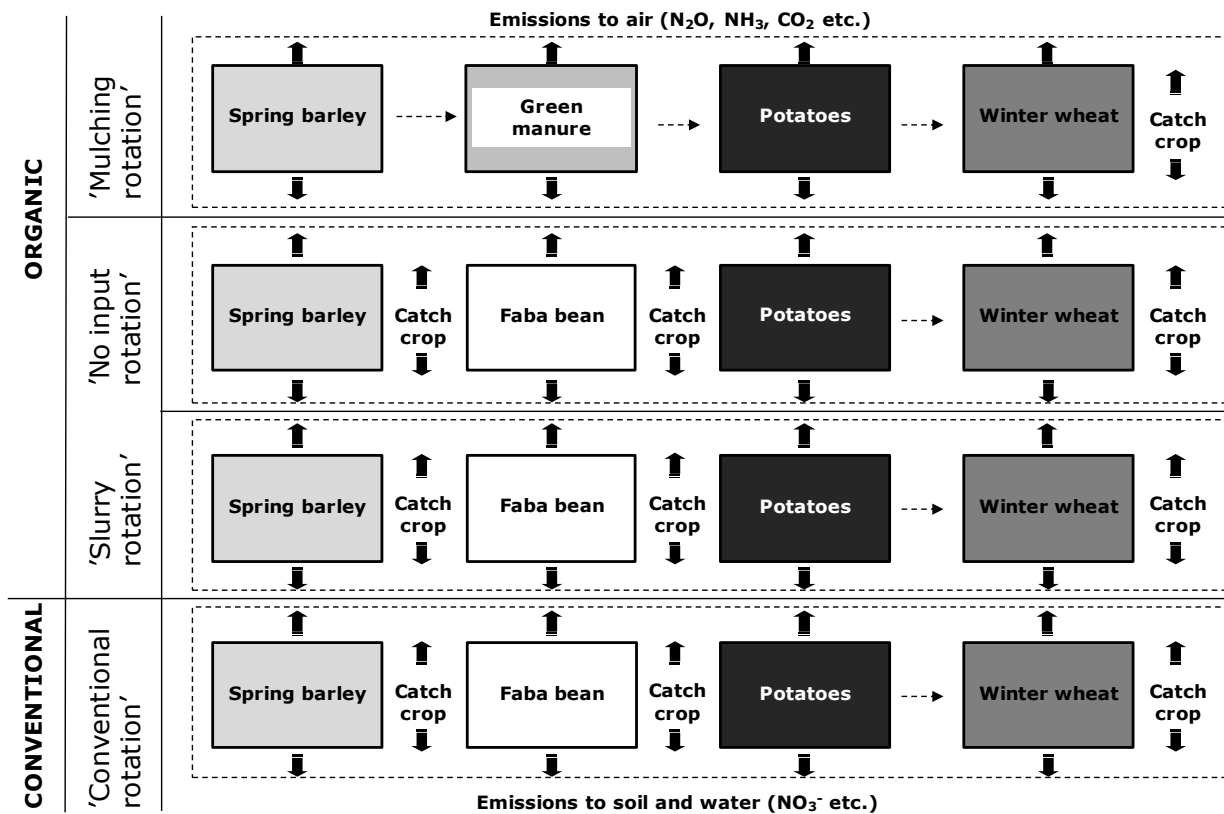 Emissions to air (N₂O, NH₃, CO₂ etc.)
ORGANIC
'Mulching
rotation'
Spring barley
Green
manure
Potatoes
Winter wheat
Catch
crop
'No input
rotation'
Spring barley
Catch
crop
Faba bean
Catch
crop
Potatoes
Winter wheat
Catch
crop
'Slurry
rotation'
Spring barley
Catch
crop
Faba bean
Catch
crop
Potatoes
Winter wheat
Catch
crop
CONVENTIONAL
'Conventional
rotation'
Spring barley
Catch
crop
Faba bean
Catch
crop
Potatoes
Winter wheat
Catch
crop
Emissions to soil and water (NO₃⁻ etc.)